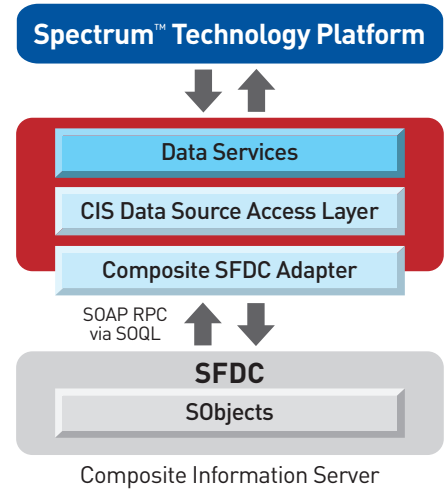 Spectrum™ Technology Platform
Data Services
CIS Data Source Access Layer
Composite SFDC Adapter
SOAP RPC
via SOQL
SFDC
SObjects
Composite Information Server